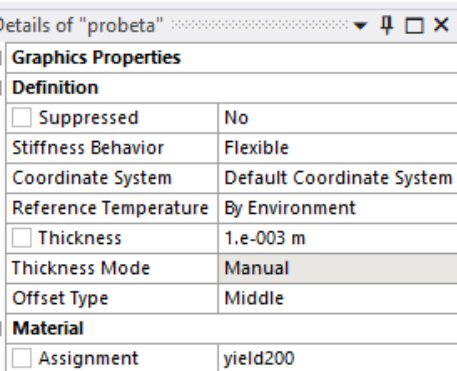 Details of "probeta"
Graphics Properties
Definition
Suppressed No
Stiffness Behavior Flexible
Coordinate System Default Coordinate System
Reference Temperature By Environment
Thickness 1.e-003 m
Thickness Mode Manual
Offset Type Middle
Material
Assignment yield200